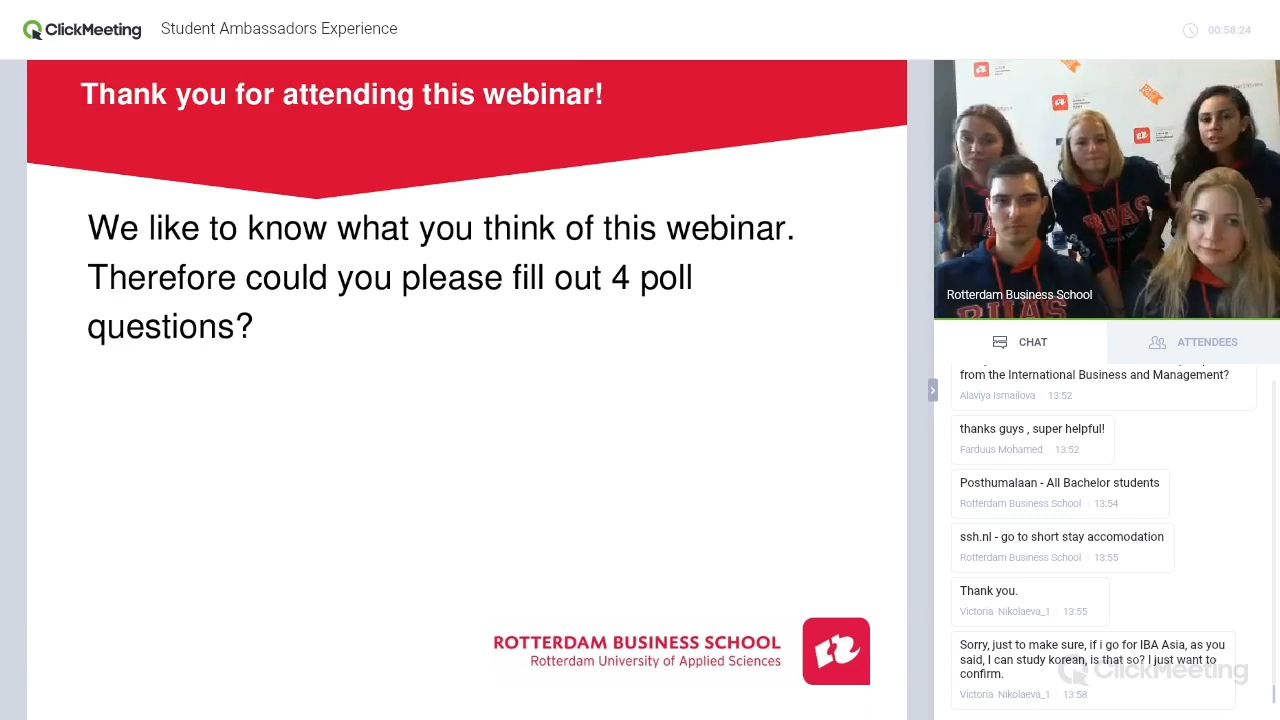 ClickMeeting
Student Ambassadors Experience
00:58:24
Thank you for attending this webinar!
We like to know what you think of this webinar.
Therefore could you please fill out 4 poll
questions?
ROTTERDAM BUSINESS SCHOOL
Rotterdam University of Applied Sciences
RUAS
RUAS
Rotterdam Business School
CHAT
ATTENDEES
from the International Business and Management?
Alaviya Ismailova 13:52
thanks guys , super helpful!
Farduus Mohamed 13:52
Posthumalaan - All Bachelor students
Rotterdam Business School 13:54
ssh.nl - go to short stay accomodation
Rotterdam Business School 13:55
Thank you.
Victoria Nikolaeva_1 13:55
Sorry, just to make sure, if i go for IBA Asia, as you
said, I can study korean, is that so? I just want to
confirm.
Victoria Nikolaeva_1 13:58
ClickMeeting